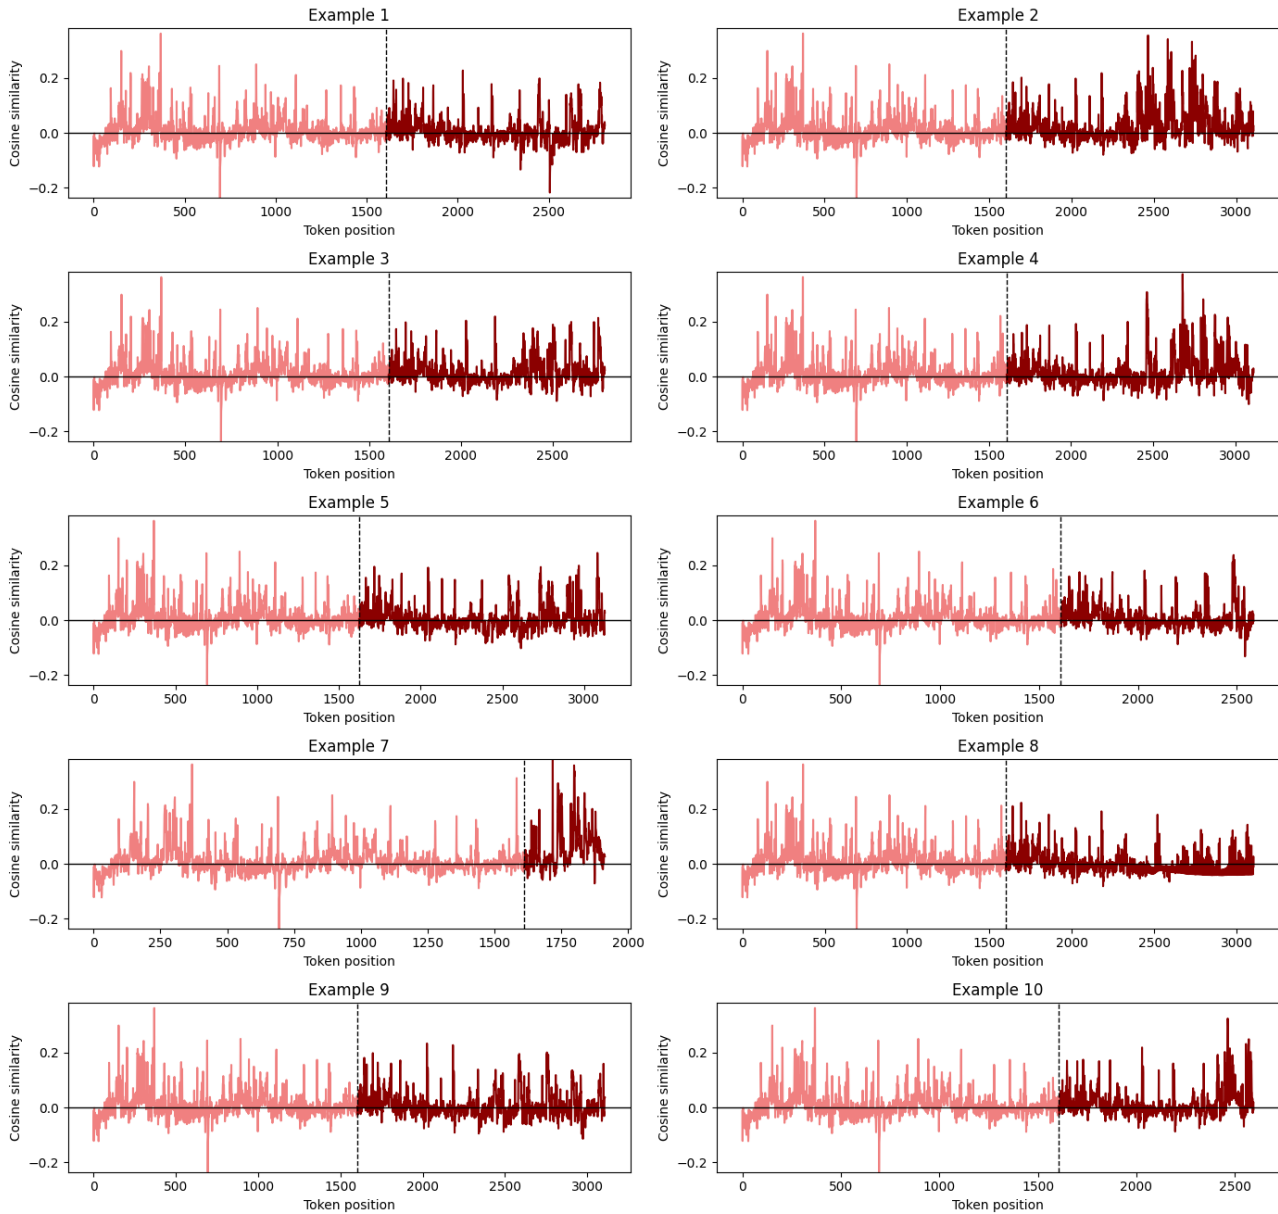 Example 1
Cosine similarity
0.2
0.0
−0.2
0 500 1000 1500 2000 2500
Token position
Example 2
Cosine similarity
0.2
0.0
−0.2
0 500 1000 1500 2000 2500 3000
Token position
Example 3
Cosine similarity
0.2
0.0
−0.2
0 500 1000 1500 2000 2500
Token position
Example 4
Cosine similarity
0.2
0.0
−0.2
0 500 1000 1500 2000 2500 3000
Token position
Example 5
Cosine similarity
0.2
0.0
−0.2
0 500 1000 1500 2000 2500 3000
Token position
Example 6
Cosine similarity
0.2
0.0
−0.2
0 500 1000 1500 2000 2500
Token position
Example 7
Cosine similarity
0.2
0.0
−0.2
0 250 500 750 1000 1250 1500 1750 2000
Token position
Example 8
Cosine similarity
0.2
0.0
−0.2
0 500 1000 1500 2000 2500 3000
Token position
Example 9
Cosine similarity
0.2
0.0
−0.2
0 500 1000 1500 2000 2500 3000
Token position
Example 10
Cosine similarity
0.2
0.0
−0.2
0 500 1000 1500 2000 2500
Token position